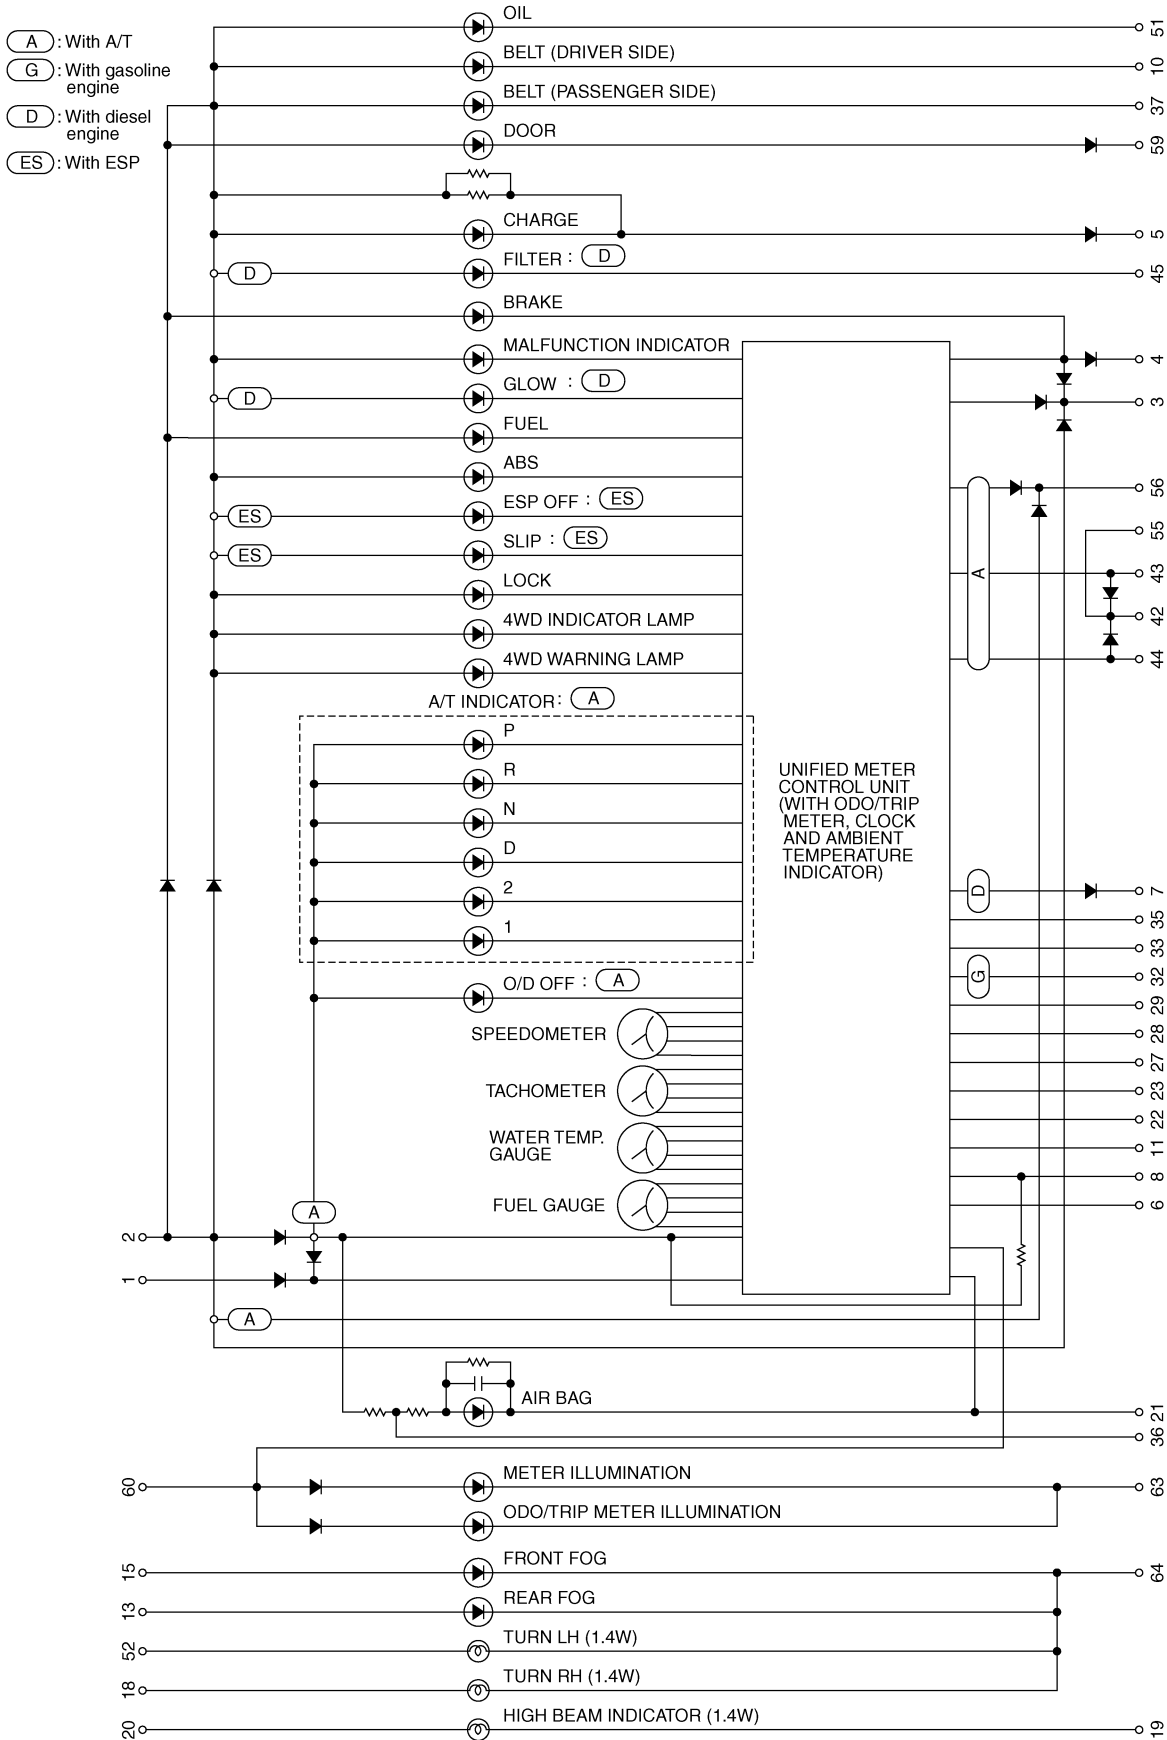 OIL
51
A : With A/T
BELT (DRIVER SIDE)
10
G : With gasoline
engine
BELT (PASSENGER SIDE)
37
D : With diesel
engine
DOOR
59
ES : With ESP
CHARGE
5
FILTER : D
D
45
BRAKE
MALFUNCTION INDICATOR
4
GLOW : D
D
3
FUEL
ABS
56
ESP OFF : ES
ES
55
SLIP : ES
ES
A
43
LOCK
42
4WD INDICATOR LAMP
4WD WARNING LAMP
44
A/T INDICATOR: A
P
R
N
D
2
1
UNIFIED METER
CONTROL UNIT
(WITH ODO/TRIP
METER, CLOCK
AND AMBIENT
TEMPERATURE
INDICATOR)
D
7
35
33
G
32
O/D OFF : A
29
SPEEDOMETER
28
27
TACHOMETER
23
22
WATER TEMP.
GAUGE
11
8
FUEL GAUGE
6
A
2
1
A
AIR BAG
21
36
METER ILLUMINATION
60
63
ODO/TRIP METER ILLUMINATION
FRONT FOG
15
64
REAR FOG
13
TURN LH (1.4W)
52
TURN RH (1.4W)
18
HIGH BEAM INDICATOR (1.4W)
20
19